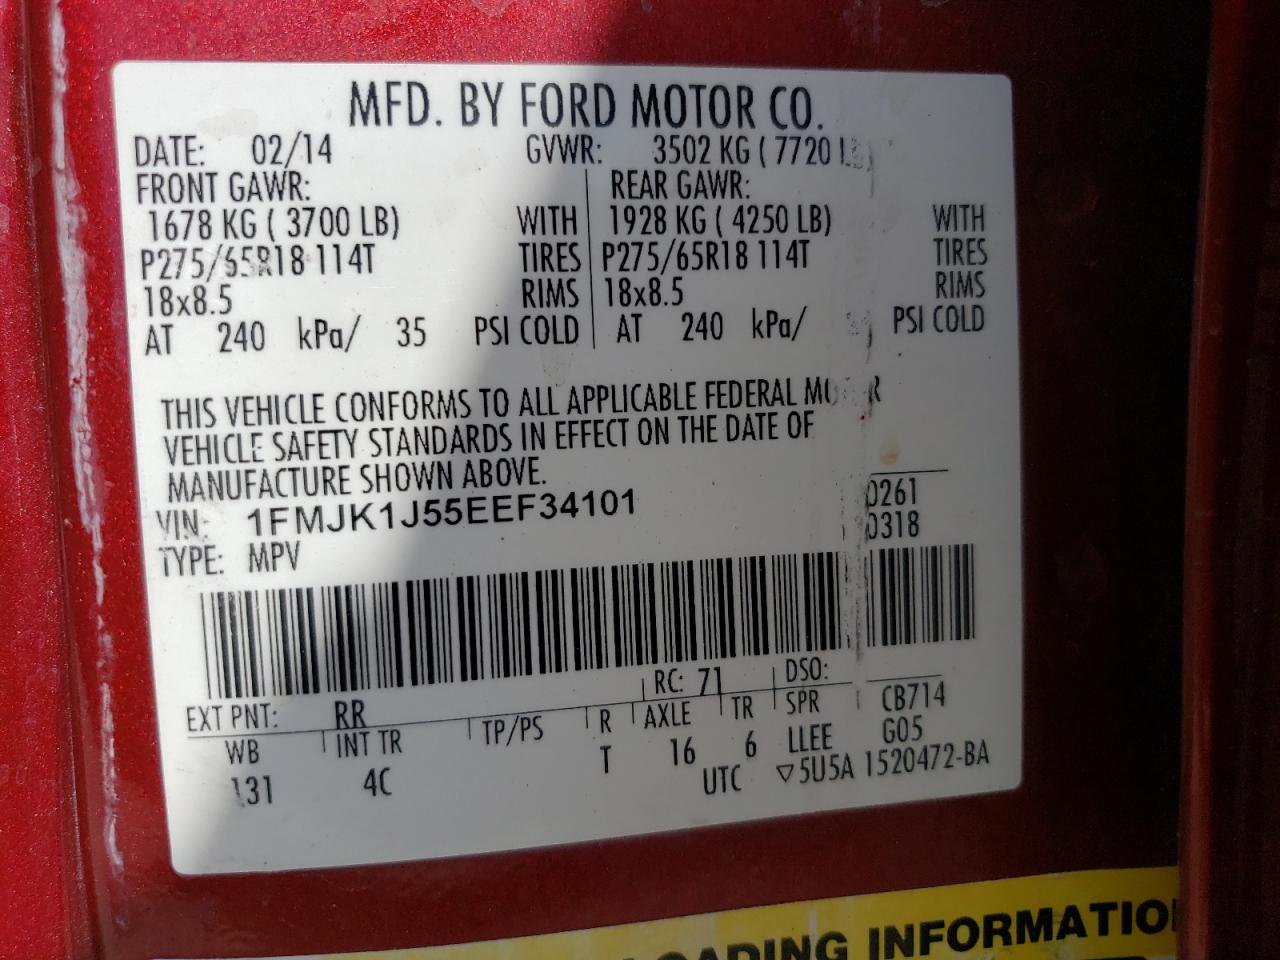 MFD. BY FORD MOTOR CO.
DATE: 02/14 GVWR: 3502 KG ( 7720
FRONT GAWR: REAR GAWR:
1678 KG ( 3700 LB) WITH 1928 KG ( 4250 LB) WITH
P275/65R18 114T TIRES P275/65R18 114T TIRES
18x8.5 RIMS 18x8.5 RIMS
AT 240 kPa/ 35 PSI COLD AT 240 kPa/ PSI COLD
THIS VEHICLE CONFORMS TO ALL APPLICABLE FEDERAL MOTOR
VEHICLE SAFETY STANDARDS IN EFFECT ON THE DATE OF
MANUFACTURE SHOWN ABOVE.
VIN: 1FMJK1J55EEF34101 0261
0318
TYPE: MPV
EXT PNT: RR RC: 71 DSO:
WB INT TR TP/PS R AXLE TR SPR CB714
131 4C T 16 6 LLEE G05
UTC ▽5U5A 1520472-BA
LOADING INFORMATIO